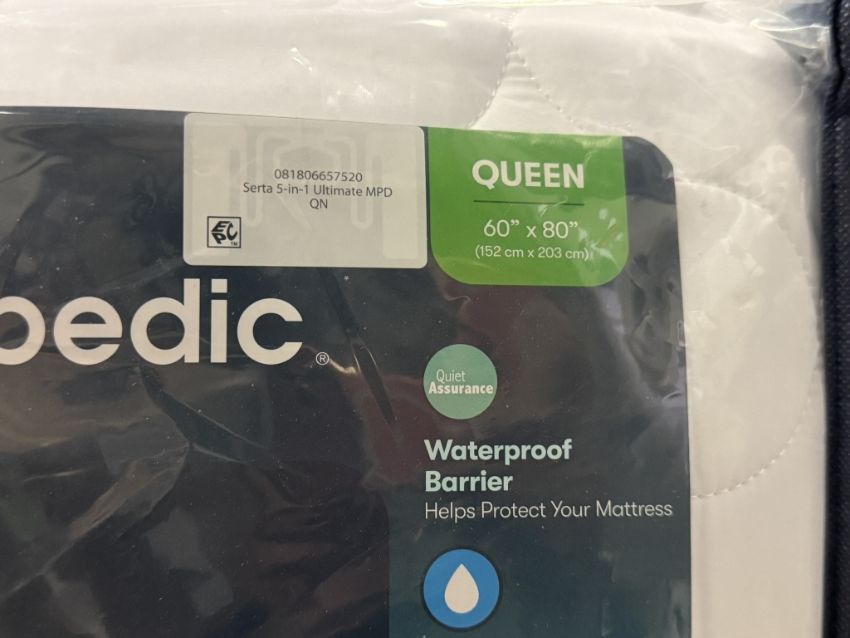 081806657520
Serta 5-in-1 Ultimate MPD
QN
EPC™
QUEEN
60” x 80”
(152 cm x 203 cm)
pedic®
Quiet
Assurance
Waterproof
Barrier
Helps Protect Your Mattress